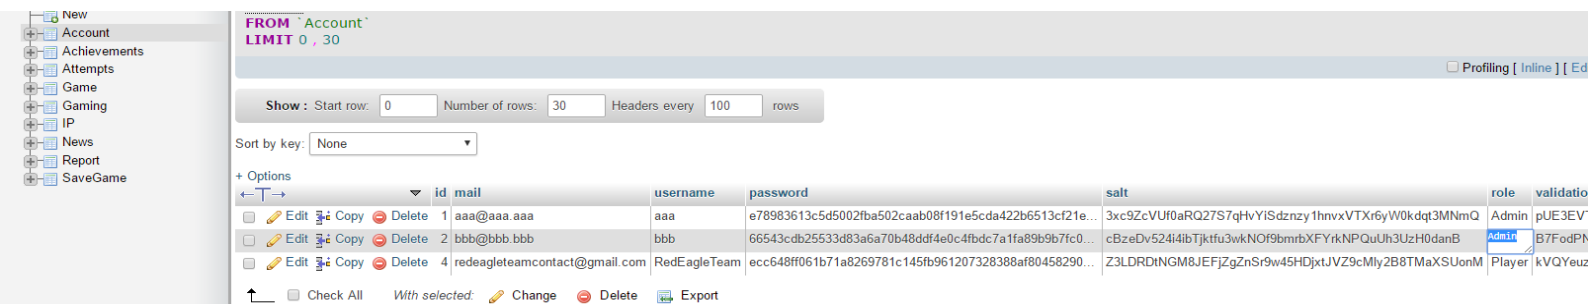 New
Account
Achievements
Attempts
Game
Gaming
IP
News
Report
SaveGame
FROM `Account`
LIMIT 0 , 30
Profiling [ Inline ] [ Ed
Show : Start row: 0 Number of rows: 30 Headers every 100 rows
Sort by key: None
+ Options
←T→ id mail username password salt role validatio
Edit Copy Delete 1 aaa@aaa.aaa aaa e78983613c5d5002fba502caab08f191e5cda422b6513cf21e... 3xc9ZcVUf0aRQ27S7qHvYiSdznzy1hnvxVTXr6yW0kdqt3MNmQ Admin pUE3EVT
Edit Copy Delete 2 bbb@bbb.bbb bbb 66543cdb25533d83a6a70b48ddf4e0c4fbdc7a1fa89b9b7fc0... cBzeDv524i4ibTjktfu3wkNOf9bmrbXFYrkNPQuUh3UzH0danB Admin B7FodPN
Edit Copy Delete 4 redeagleteamcontact@gmail.com RedEagleTeam ecc648ff061b71a8269781c145fb961207328388af80458290... Z3LDRDtNGM8JEFjZgZnSr9w45HDjxtJVZ9cMly2B8TMaXSUonM Player kVQYeuz
Check All With selected: Change Delete Export